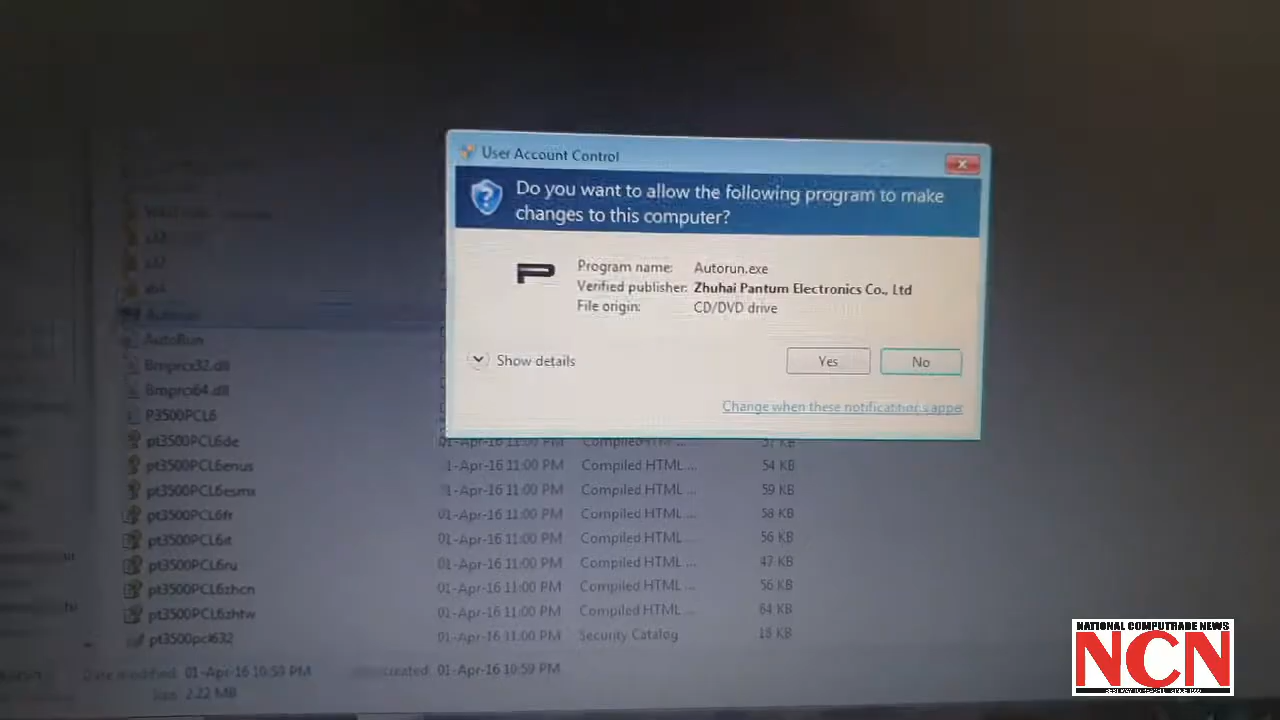 User Account Control
Do you want to allow the following program to make
changes to this computer?
Program name: Autorun.exe
Verified publisher: Zhuhai Pantum Electronics Co., Ltd
File origin: CD/DVD drive
Show details
Yes
No
Change when these notifications appear
AutoRun
Bmprcx32.dll
Bmprcx64.dll
P3500PCL6
pt3500PCL6de 01-Apr-16 11:00 PM Compiled HTML ... 57 KB
pt3500PCL6enus 1-Apr-16 11:00 PM Compiled HTML ... 54 KB
pt3500PCL6esmx 1-Apr-16 11:00 PM Compiled HTML ... 59 KB
pt3500PCL6fr 01-Apr-16 11:00 PM Compiled HTML ... 58 KB
pt3500PCL6it 01-Apr-16 11:00 PM Compiled HTML ... 56 KB
pt3500PCL6ru 01-Apr-16 11:00 PM Compiled HTML ... 47 KB
pt3500PCL6zhcn 01-Apr-16 11:00 PM Compiled HTML ... 56 KB
pt3500PCL6zhtw 01-Apr-16 11:00 PM Compiled HTML ... 64 KB
pt3500pcl632 01-Apr-16 11:00 PM Security Catalog 18 KB
Date modified: 01-Apr-16 10:59 PM created: 01-Apr-16 10:59 PM
Size: 2.22 MB
NATIONAL COMPUTRADE NEWS
NCN